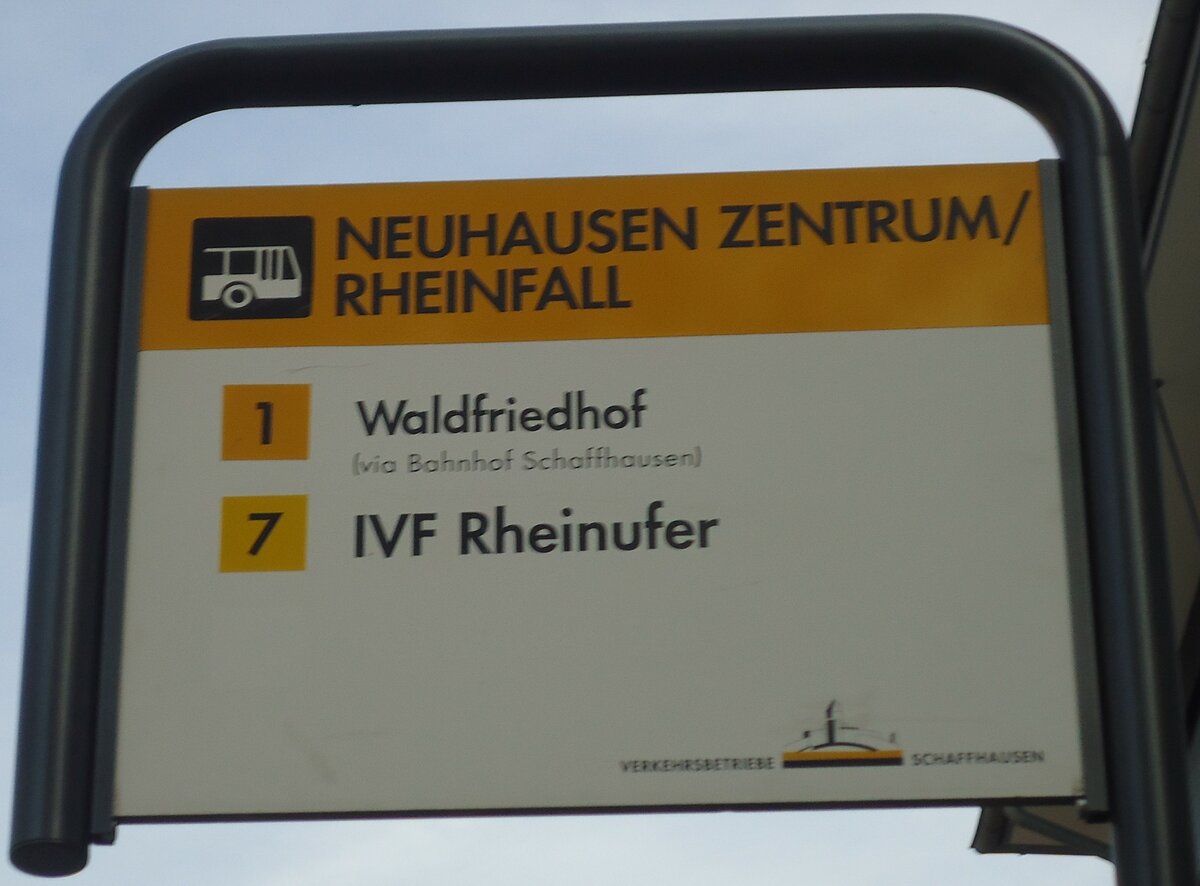 NEUHAUSEN ZENTRUM/
RHEINFALL
1 Waldfriedhof
(via Bahnhof Schaffhausen)
7 IVF Rheinufer
VERKEHRSBETRIEBE SCHAFFHAUSEN